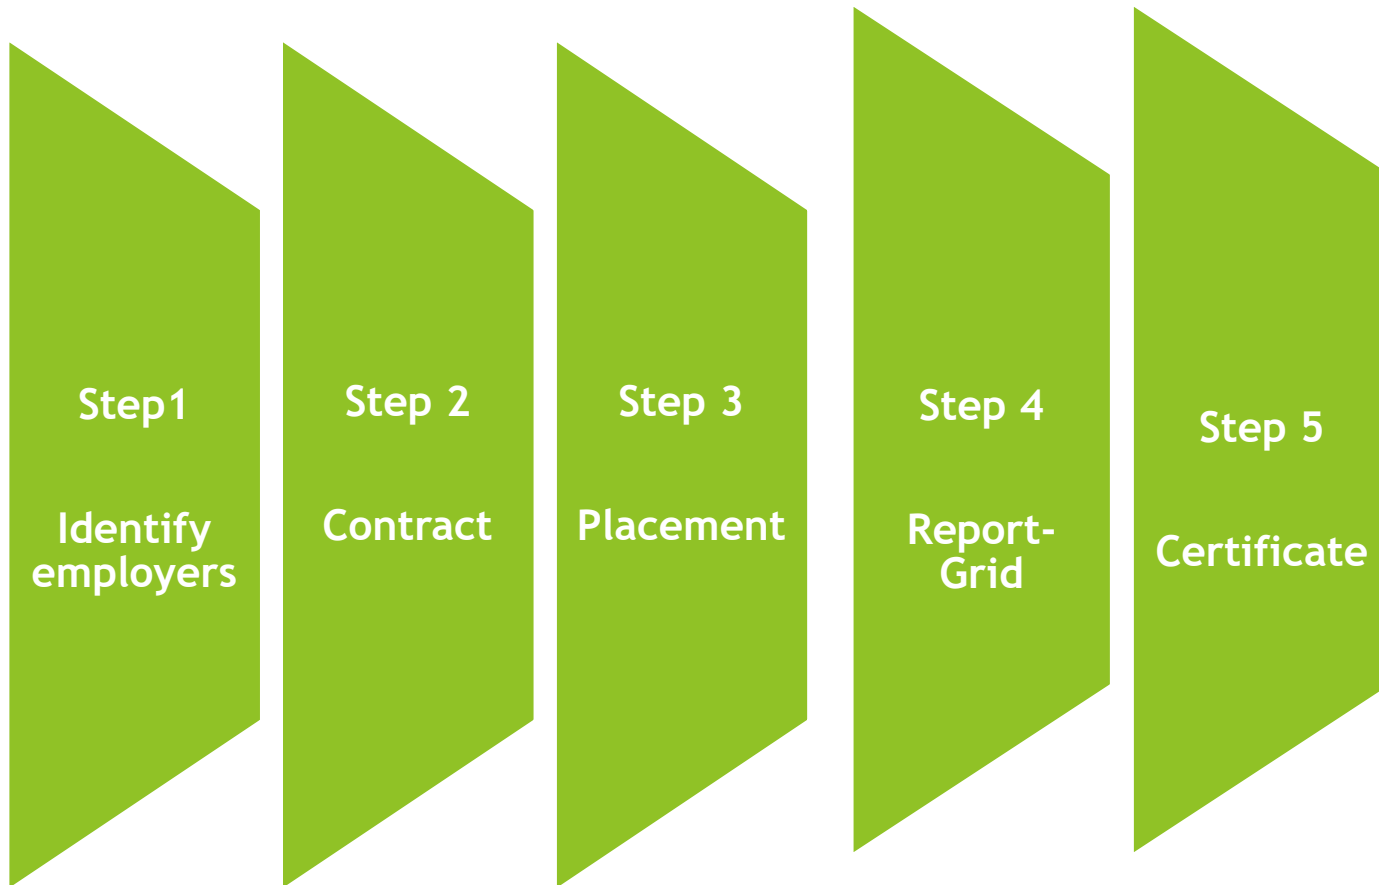 Step1
Identify
employers
Step 2
Contract
Step 3
Placement
Step 4
Report-
Grid
Step 5
Certificate